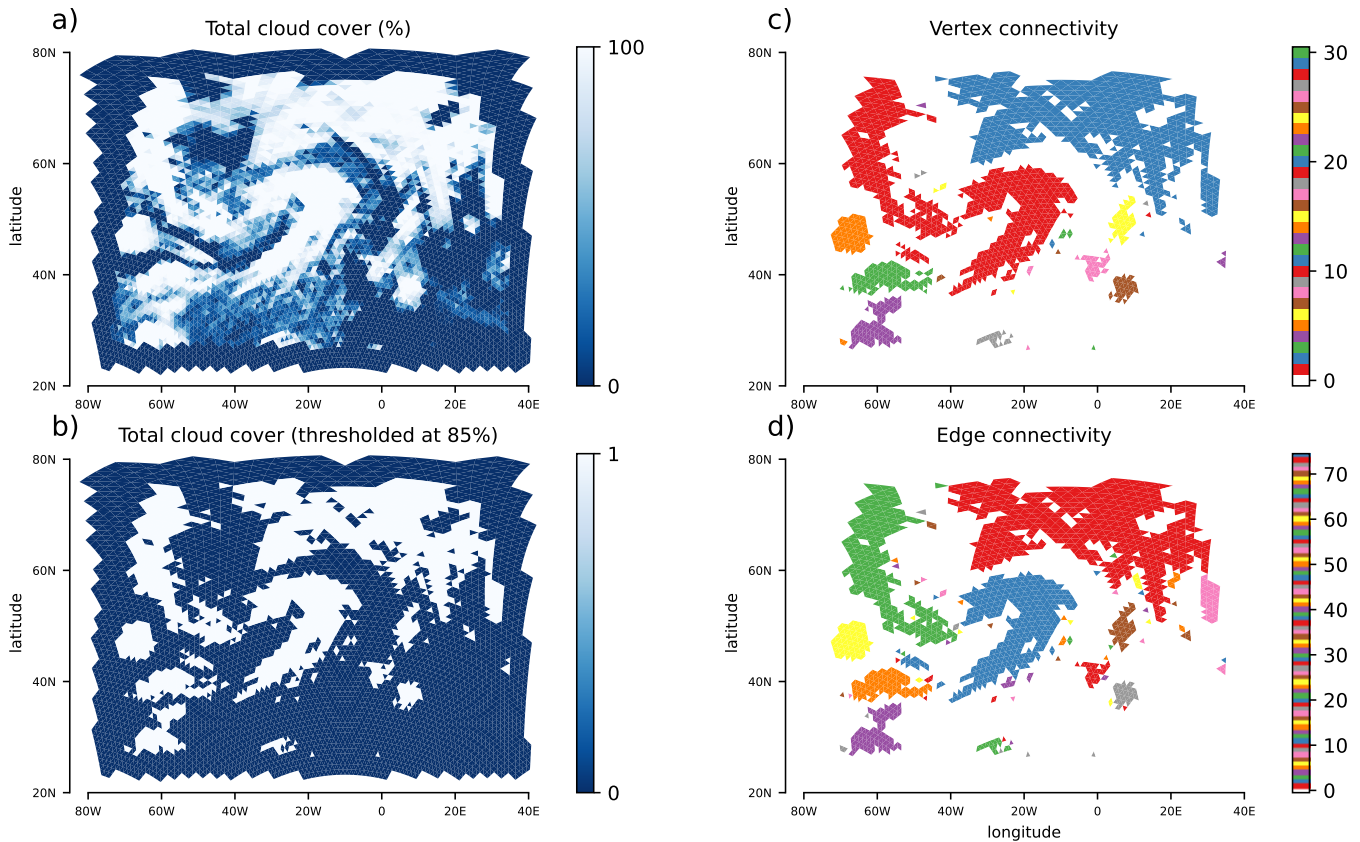 a)
Total cloud cover (%)
80N
60N
40N
20N
latitude
80W 60W 40W 20W 0 20E 40E
100
0
c)
Vertex connectivity
80N
60N
40N
20N
latitude
80W 60W 40W 20W 0 20E 40E
30
20
10
0
b)
Total cloud cover (thresholded at 85%)
80N
60N
40N
20N
latitude
80W 60W 40W 20W 0 20E 40E
1
0
d)
Edge connectivity
80N
60N
40N
20N
latitude
80W 60W 40W 20W 0 20E 40E
longitude
70
60
50
40
30
20
10
0